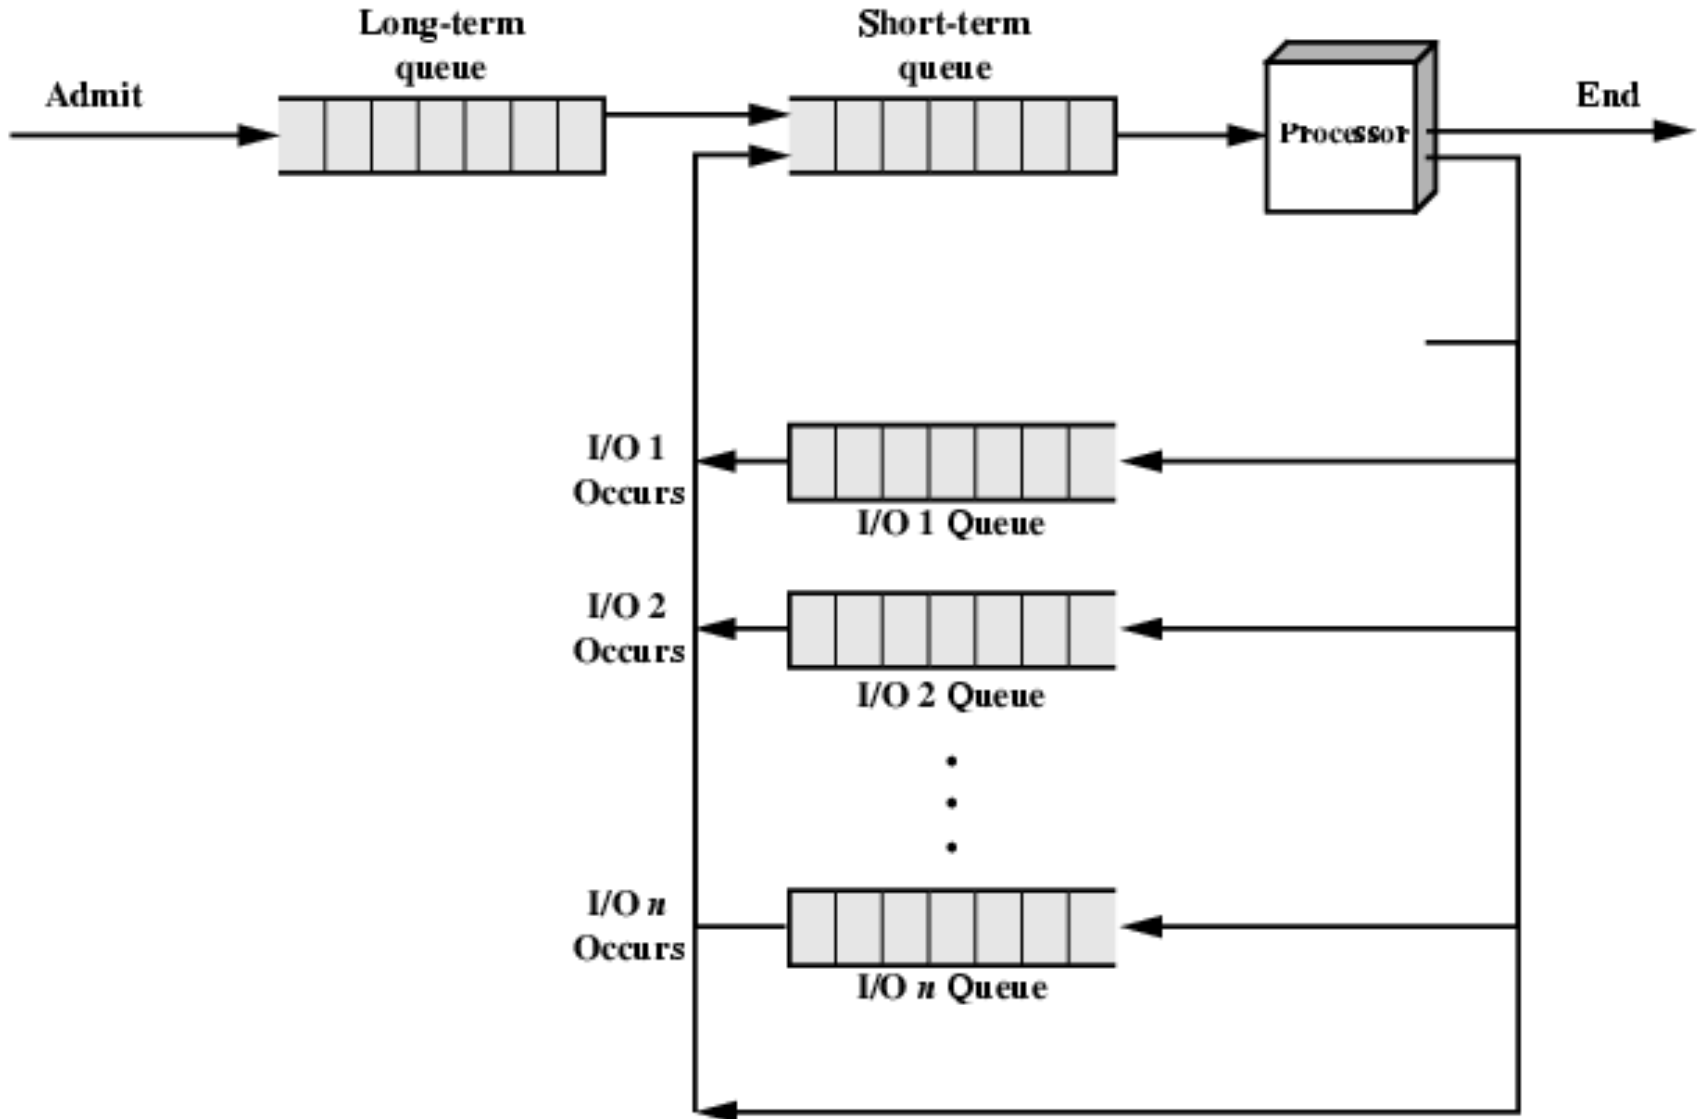 Long-term
queue
Short-term
queue
Admit
Processor
End
I/O 1
Occurs
I/O 1 Queue
I/O 2
Occurs
I/O 2 Queue
I/O n
Occurs
I/O n Queue